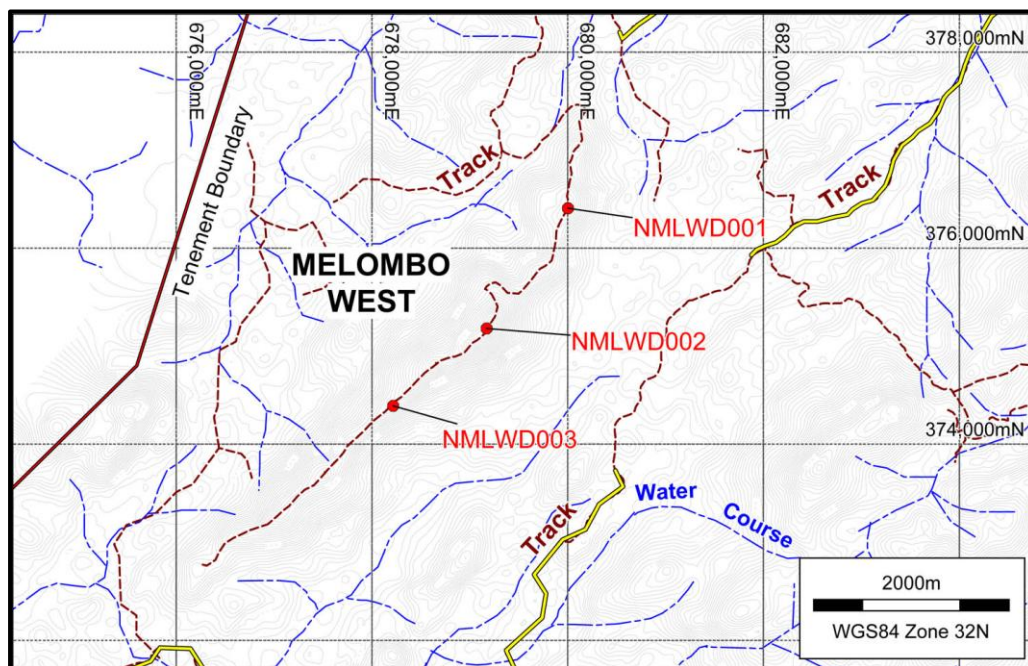 676,000mE
678,000mE
680,000mE
682,000mE
378,000mN
Tenement Boundary
Track
Track
NMLWD001
376,000mN
MELOMBO
WEST
NMLWD002
NMLWD003
374,000mN
Track
Water
Course
2000m
WGS84 Zone 32N